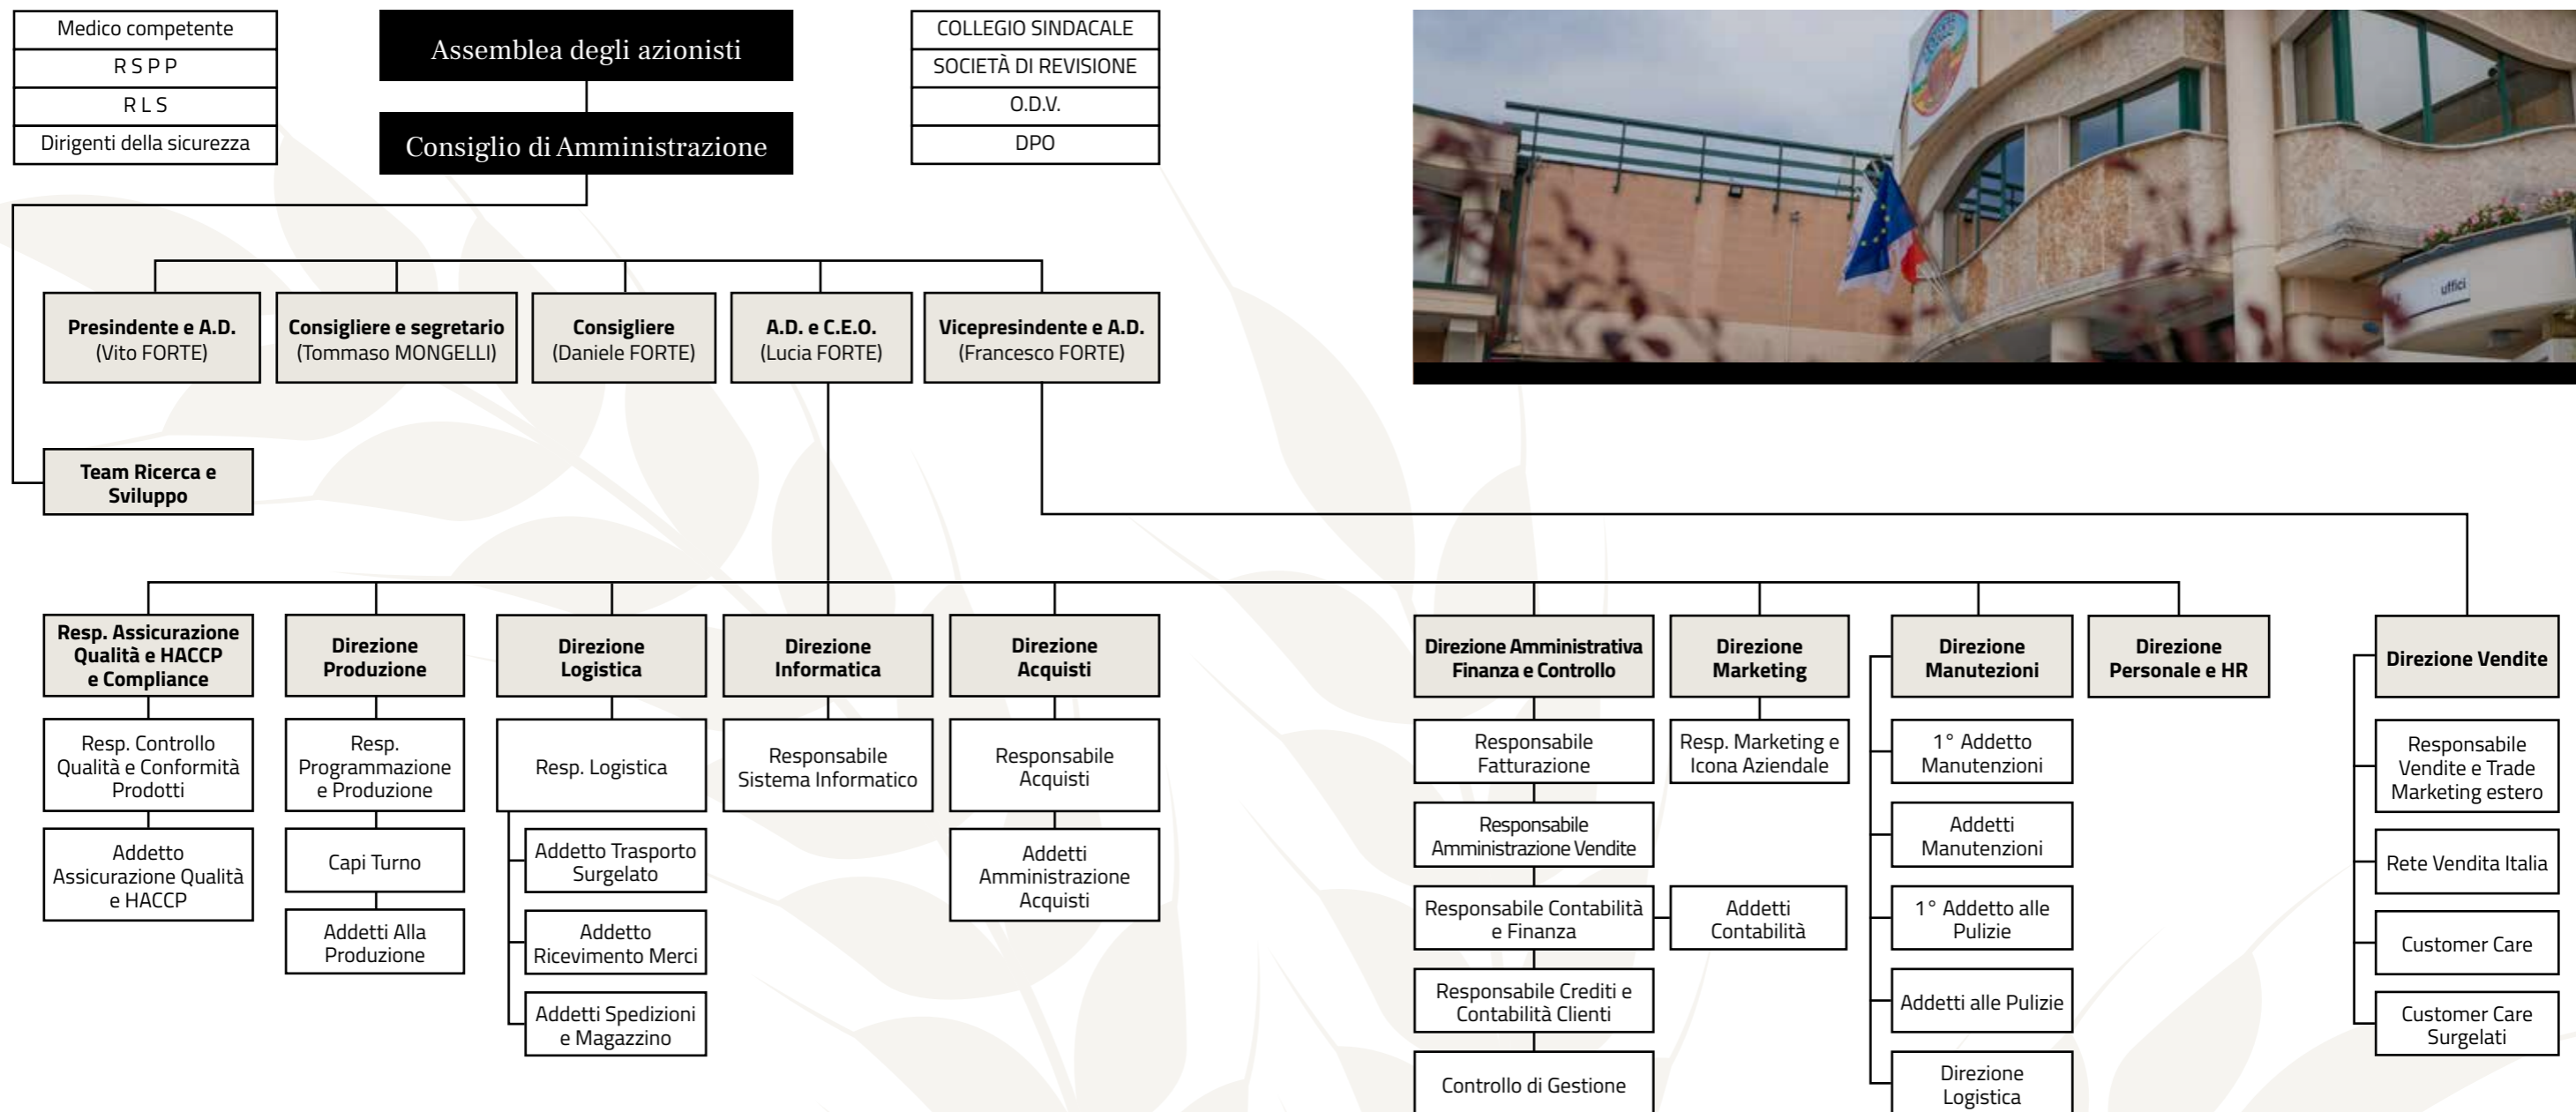 Medico competente
R S P P
R L S
Dirigenti della sicurezza
Assemblea degli azionisti
Consiglio di Amministrazione
COLLEGIO SINDACALE
SOCIETÀ DI REVISIONE
O.D.V.
DPO
uffici
Presindente e A.D.
(Vito FORTE)
Consigliere e segretario
(Tommaso MONGELLI)
Consigliere
(Daniele FORTE)
A.D. e C.E.O.
(Lucia FORTE)
Vicepresindente e A.D.
(Francesco FORTE)
Team Ricerca e
Sviluppo
Resp. Assicurazione
Qualità e HACCP
e Compliance
Resp. Controllo
Qualità e Conformità
Prodotti
Addetto
Assicurazione Qualità
e HACCP
Direzione
Produzione
Resp.
Programmazione
e Produzione
Capi Turno
Addetti Alla
Produzione
Direzione
Logistica
Resp. Logistica
Addetto Trasporto
Surgelato
Addetto
Ricevimento Merci
Addetti Spedizioni
e Magazzino
Direzione
Informatica
Responsabile
Sistema Informatico
Direzione
Acquisti
Responsabile
Acquisti
Addetti
Amministrazione
Acquisti
Direzione Amministrativa
Finanza e Controllo
Responsabile
Fatturazione
Responsabile
Amministrazione Vendite
Responsabile Contabilità
e Finanza
Responsabile Crediti e
Contabilità Clienti
Controllo di Gestione
Direzione
Marketing
Resp. Marketing e
Icona Aziendale
Addetti
Contabilità
Direzione
Manutezioni
1° Addetto
Manutenzioni
Addetti
Manutenzioni
1° Addetto alle
Pulizie
Addetti alle Pulizie
Direzione
Logistica
Direzione
Personale e HR
Direzione Vendite
Responsabile
Vendite e Trade
Marketing estero
Rete Vendita Italia
Customer Care
Customer Care
Surgelati